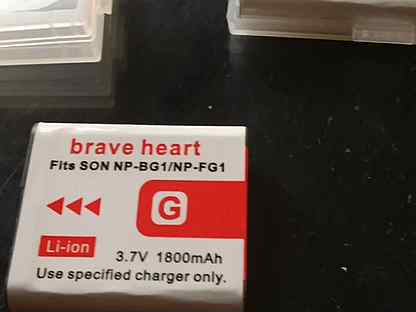 brave heart
Fits SON NP-BG1/NP-FG1
G
Li-ion
3.7V 1800mAh
Use specified charger only.